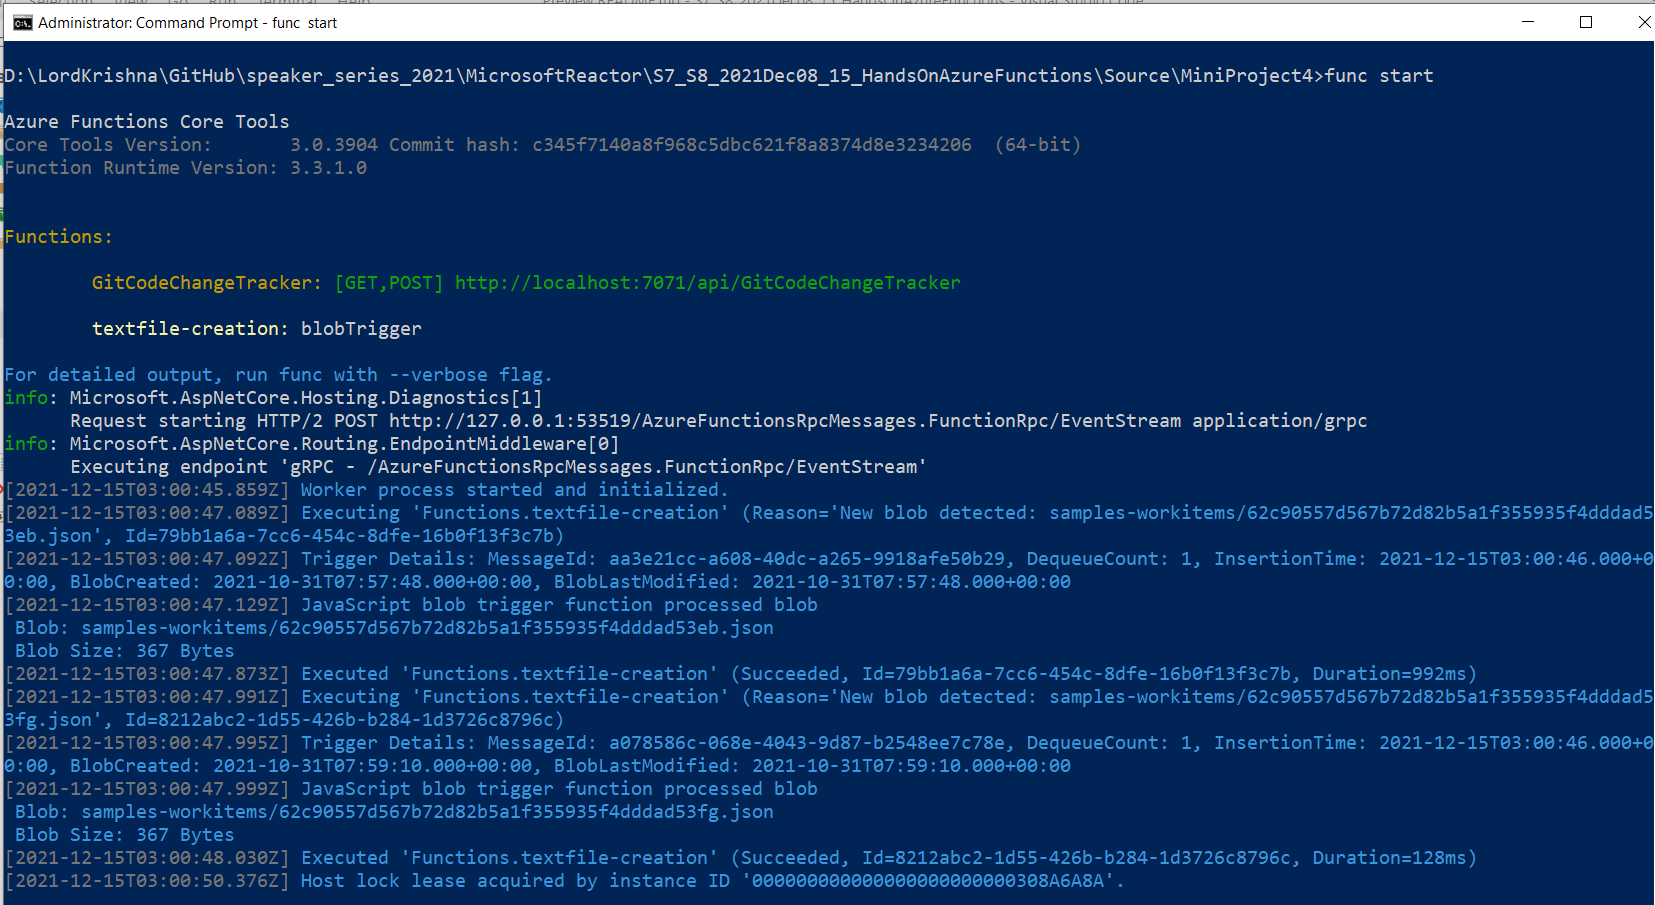 Administrator: Command Prompt - func  start
D:\LordKrishna\GitHub\speaker_series_2021\MicrosoftReactor\S7_S8_2021Dec08_15_HandsOnAzureFunctions\Source\MiniProject4>func start
Azure Functions Core Tools
Core Tools Version:       3.0.3904 Commit hash: c345f7140a8f968c5dbc621f8a8374d8e3234206  (64-bit)
Function Runtime Version: 3.3.1.0
Functions:
GitCodeChangeTracker: [GET,POST] http://localhost:7071/api/GitCodeChangeTracker
textfile-creation: blobTrigger
For detailed output, run func with --verbose flag.
info: Microsoft.AspNetCore.Hosting.Diagnostics[1]
Request starting HTTP/2 POST http://127.0.0.1:53519/AzureFunctionsRpcMessages.FunctionRpc/EventStream application/grpc
info: Microsoft.AspNetCore.Routing.EndpointMiddleware[0]
Executing endpoint 'gRPC - /AzureFunctionsRpcMessages.FunctionRpc/EventStream'
[2021-12-15T03:00:45.859Z] Worker process started and initialized.
[2021-12-15T03:00:47.089Z] Executing 'Functions.textfile-creation' (Reason='New blob detected: samples-workitems/62c90557d567b72d82b5a1f355935f4dddad5
3eb.json', Id=79bb1a6a-7cc6-454c-8dfe-16b0f13f3c7b)
[2021-12-15T03:00:47.092Z] Trigger Details: MessageId: aa3e21cc-a608-40dc-a265-9918afe50b29, DequeueCount: 1, InsertionTime: 2021-12-15T03:00:46.000+0
0:00, BlobCreated: 2021-10-31T07:57:48.000+00:00, BlobLastModified: 2021-10-31T07:57:48.000+00:00
[2021-12-15T03:00:47.129Z] JavaScript blob trigger function processed blob
Blob: samples-workitems/62c90557d567b72d82b5a1f355935f4dddad53eb.json
Blob Size: 367 Bytes
[2021-12-15T03:00:47.873Z] Executed 'Functions.textfile-creation' (Succeeded, Id=79bb1a6a-7cc6-454c-8dfe-16b0f13f3c7b, Duration=992ms)
[2021-12-15T03:00:47.991Z] Executing 'Functions.textfile-creation' (Reason='New blob detected: samples-workitems/62c90557d567b72d82b5a1f355935f4dddad5
3fg.json', Id=8212abc2-1d55-426b-b284-1d3726c8796c)
[2021-12-15T03:00:47.995Z] Trigger Details: MessageId: a078586c-068e-4043-9d87-b2548ee7c78e, DequeueCount: 1, InsertionTime: 2021-12-15T03:00:46.000+0
0:00, BlobCreated: 2021-10-31T07:59:10.000+00:00, BlobLastModified: 2021-10-31T07:59:10.000+00:00
[2021-12-15T03:00:47.999Z] JavaScript blob trigger function processed blob
Blob: samples-workitems/62c90557d567b72d82b5a1f355935f4dddad53fg.json
Blob Size: 367 Bytes
[2021-12-15T03:00:48.030Z] Executed 'Functions.textfile-creation' (Succeeded, Id=8212abc2-1d55-426b-b284-1d3726c8796c, Duration=128ms)
[2021-12-15T03:00:50.376Z] Host lock lease acquired by instance ID '000000000000000000000000308A6A8A'.